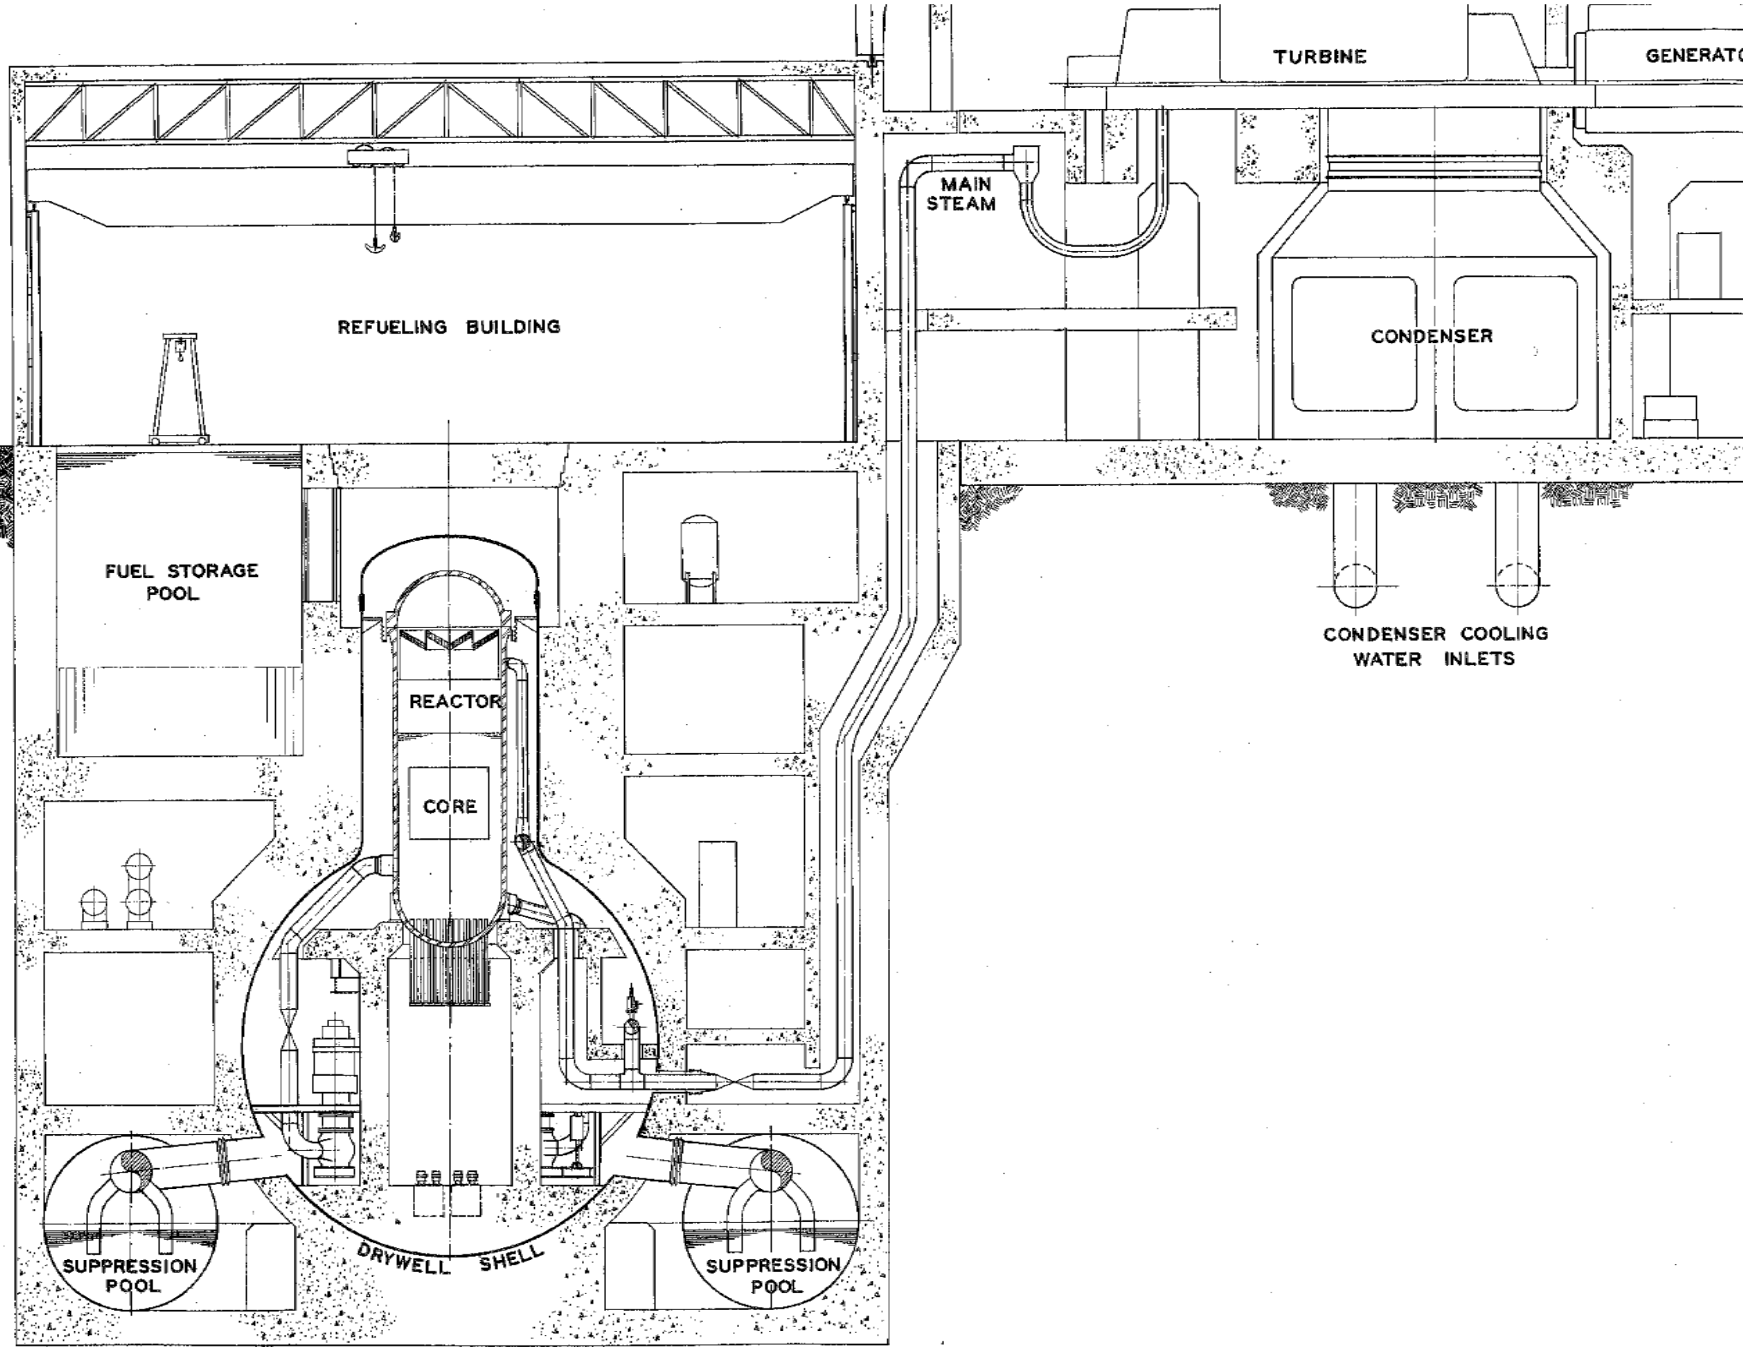 TURBINE
GENERATO
MAIN
STEAM
REFUELING BUILDING
CONDENSER
FUEL STORAGE
POOL
CONDENSER COOLING
WATER INLETS
REACTOR
CORE
DRYWELL SHELL
SUPPRESSION
POOL
SUPPRESSION
POOL